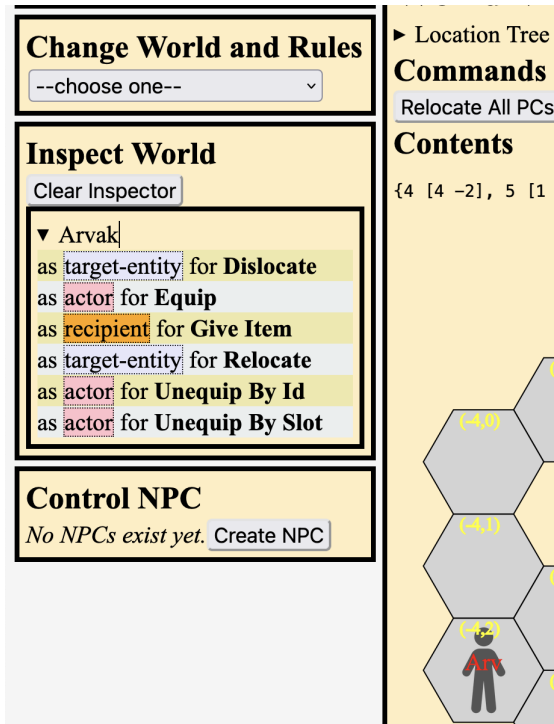 Change World and Rules
--choose one--
Inspect World
Clear Inspector
▼ Arvak
as target-entity for Dislocate
as actor for Equip
as recipient for Give Item
as target-entity for Relocate
as actor for Unequip By Id
as actor for Unequip By Slot
Control NPC
No NPCs exist yet. Create NPC
► Location Tree
Commands
Relocate All PCs
Contents
{4 [4 −2], 5 [1
(-4,0)
(-4,1)
(-4,2)
Arv